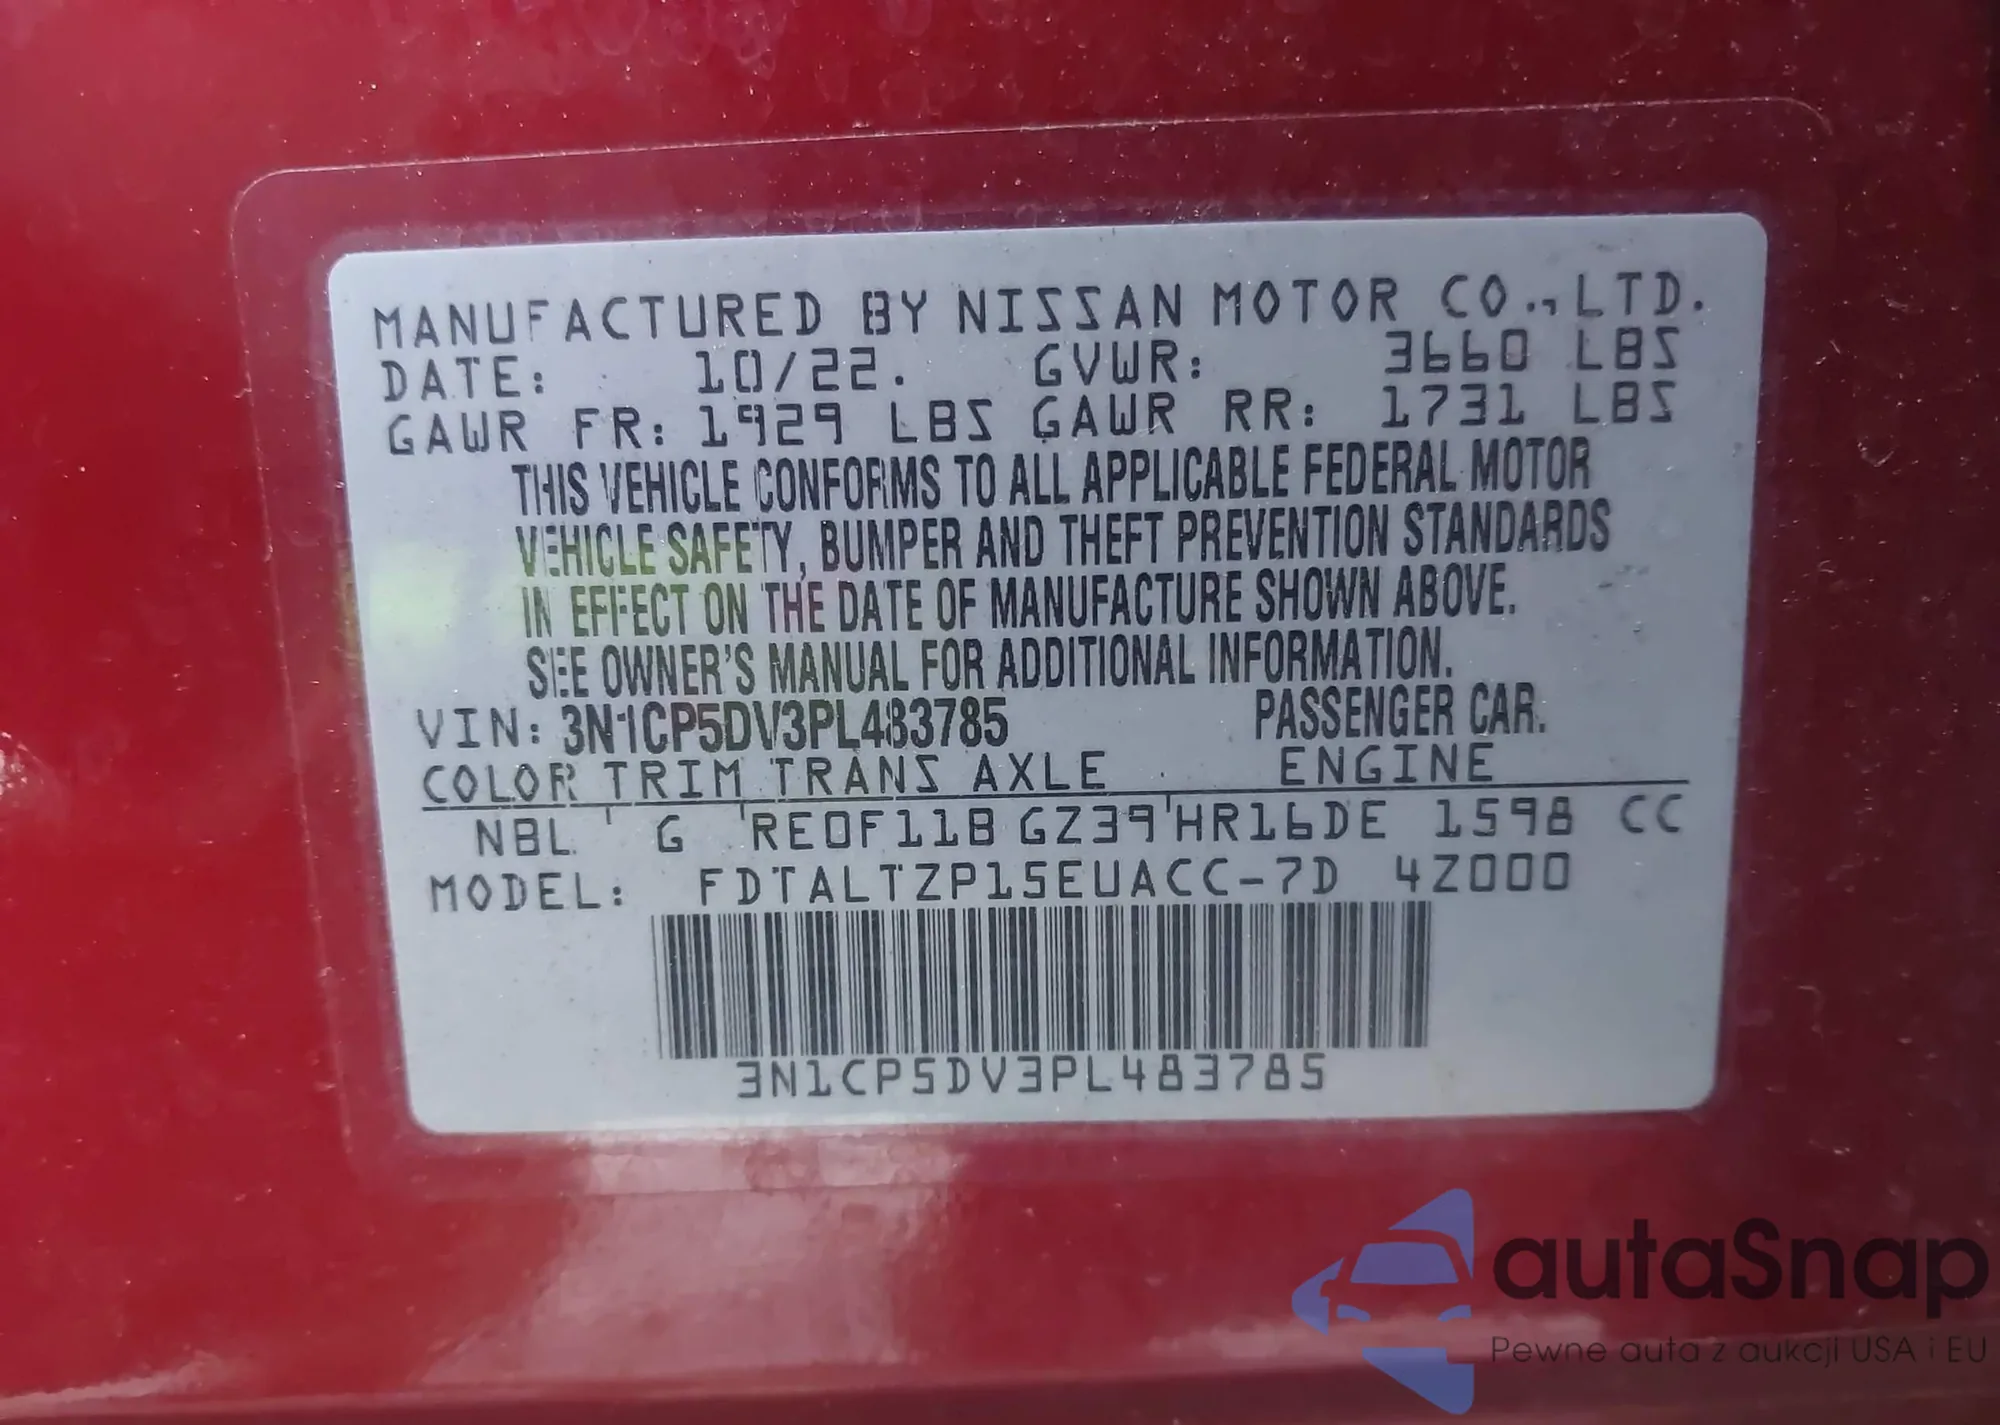 MANUFACTURED BY NISSAN MOTOR CO., LTD.
DATE: 10/22. GVWR: 3660 LBS
GAWR FR: 1929 LBS GAWR RR: 1731 LBS
THIS VEHICLE CONFORMS TO ALL APPLICABLE FEDERAL MOTOR
VEHICLE SAFETY, BUMPER AND THEFT PREVENTION STANDARDS
IN EFFECT ON THE DATE OF MANUFACTURE SHOWN ABOVE.
SEE OWNER'S MANUAL FOR ADDITIONAL INFORMATION.
VIN: 3N1CP5DV3PL483785 PASSENGER CAR.
COLOR TRIM TRANS AXLE ENGINE
NBL G RE0F11B GZ39 HR16DE 1598 CC
MODEL: FDTALTZP15EUACC-7D 4Z000
3N1CP5DV3PL483785
autaSnap
Pewne auta z aukcji USA i EU